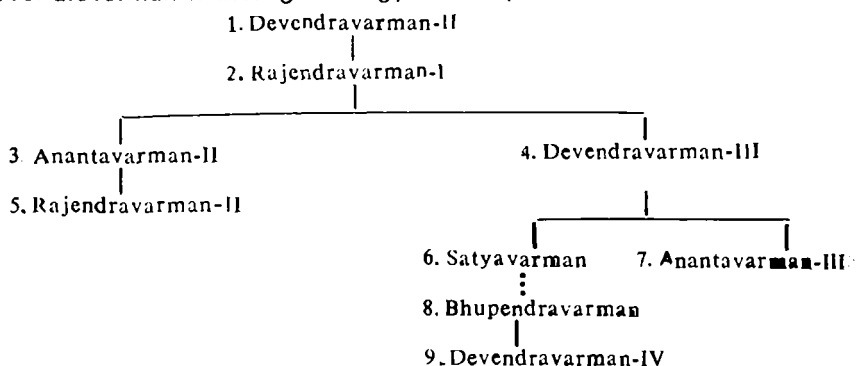 1. Devendravarman-II
2. Rajendravarman-I
3. Anantavarman-II 4. Devendravarman-III
5. Rajendravarman-II
6. Satyavarman 7. Anantavarman-III
8. Bhupendravarman
9. Devendravarman-IV